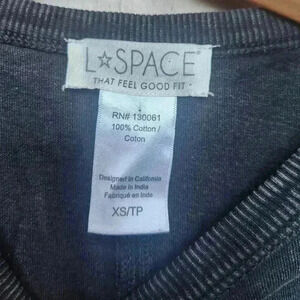 L☆SPACE
THAT FEEL GOOD FIT
RN# 130061
100% Cotton /
Coton
Designed in California
Made in India
Fabriqué en Inde
XS/TP